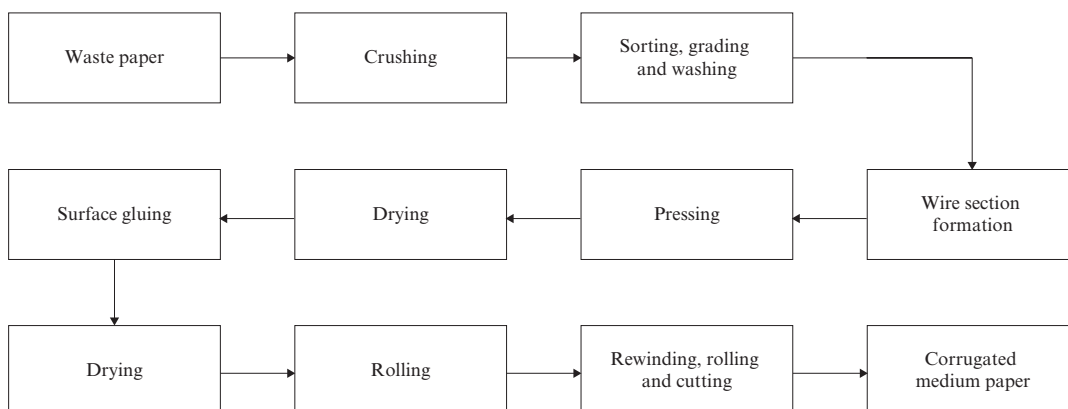 Waste paper
Crushing
Sorting, grading
and washing
Wire section
formation
Pressing
Drying
Surface gluing
Drying
Rolling
Rewinding, rolling
and cutting
Corrugated
medium paper